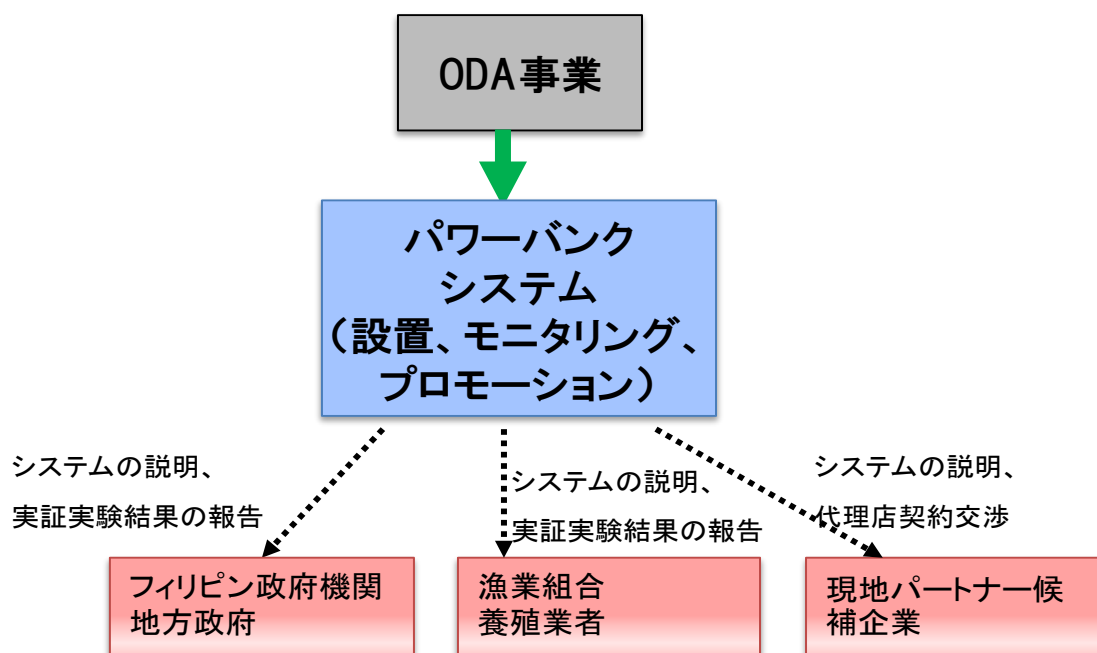 ODA事業
パワーバンク
システム
（設置、モニタリング、
プロモーション）
システムの説明、
実証実験結果の報告
システムの説明、
実証実験結果の報告
システムの説明、
代理店契約交渉
フィリピン政府機関
地方政府
漁業組合
養殖業者
現地パートナー候
補企業